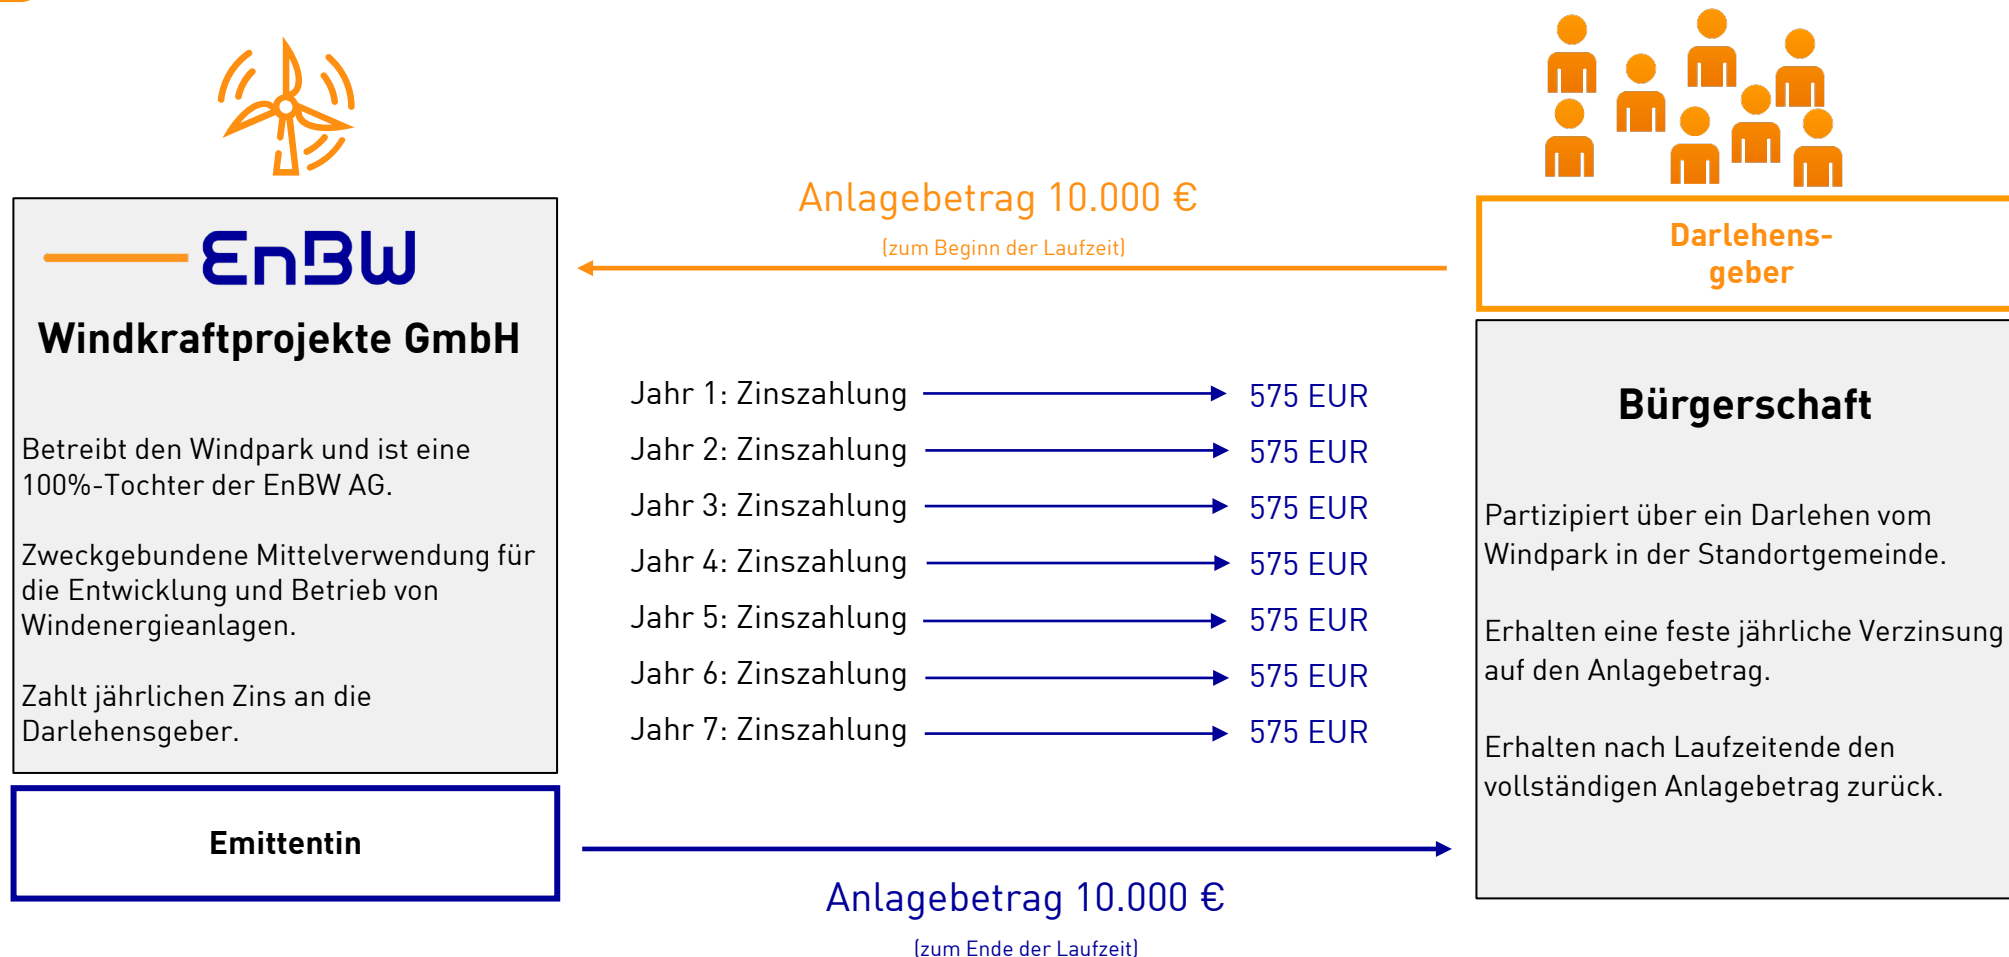 EnBW
Windkraftprojekte GmbH
Betreibt den Windpark und ist eine
100%-Tochter der EnBW AG.
Zweckgebundene Mittelverwendung für
die Entwicklung und Betrieb von
Windenergieanlagen.
Zahlt jährlichen Zins an die
Darlehensgeber.
Emittentin
Anlagebetrag 10.000 €
(zum Beginn der Laufzeit)
Jahr 1: Zinszahlung 575 EUR
Jahr 2: Zinszahlung 575 EUR
Jahr 3: Zinszahlung 575 EUR
Jahr 4: Zinszahlung 575 EUR
Jahr 5: Zinszahlung 575 EUR
Jahr 6: Zinszahlung 575 EUR
Jahr 7: Zinszahlung 575 EUR
Anlagebetrag 10.000 €
(zum Ende der Laufzeit)
Darlehens-
geber
Bürgerschaft
Partizipiert über ein Darlehen vom
Windpark in der Standortgemeinde.
Erhalten eine feste jährliche Verzinsung
auf den Anlagebetrag.
Erhalten nach Laufzeitende den
vollständigen Anlagebetrag zurück.